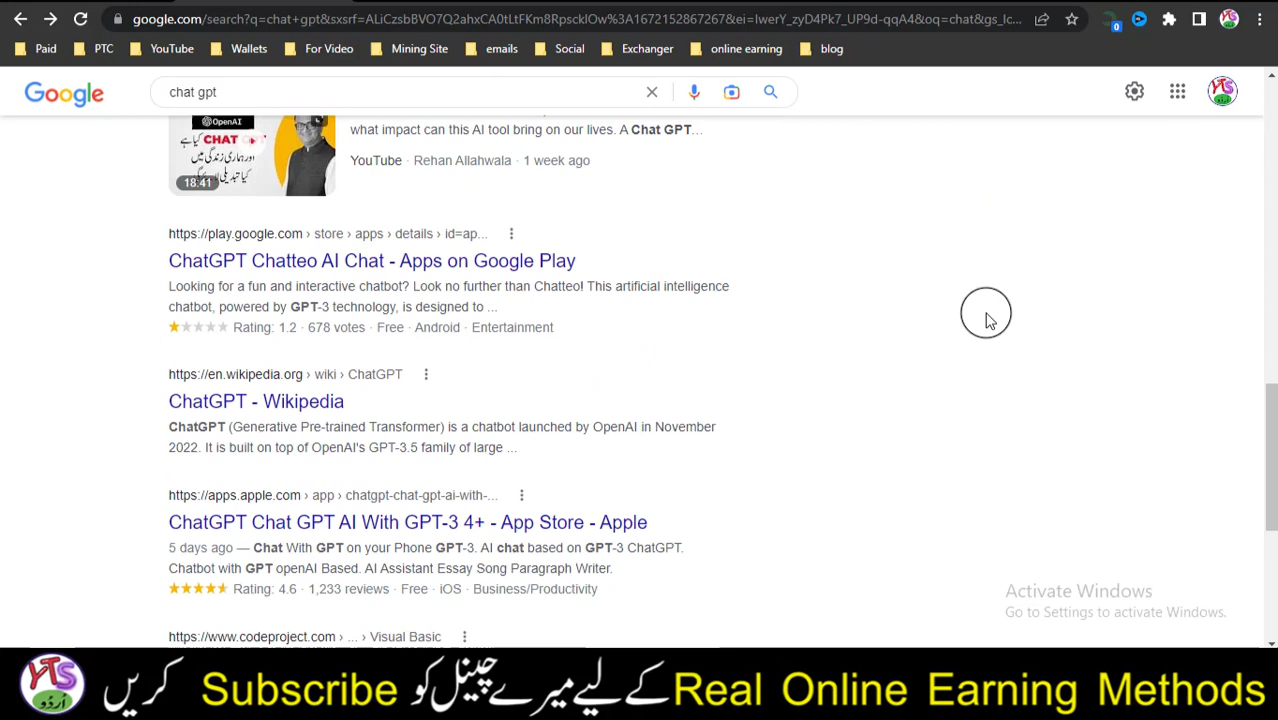 google.com/search?q=chat+gpt&sxsrf=ALiCzsbBVO7Q2ahxCA0tLtFKm8RpscklOw%3A1672152867267&ei=IwerY_zyD4Pk7_UP9d-qqA4&oq=chat&gs_lc...
0
Paid PTC YouTube Wallets For Video Mining Site emails Social Exchanger online earning blog
Google chat gpt
OpenAI
CHAT کیا ہے
اور ہماری زندگی میں
18:41
what impact can this AI tool bring on our lives. A Chat GPT...
YouTube · Rehan Allahwala · 1 week ago
https://play.google.com › store › apps › details › id=ap...
ChatGPT Chatteo AI Chat - Apps on Google Play
Looking for a fun and interactive chatbot? Look no further than Chatteo! This artificial intelligence
chatbot, powered by GPT-3 technology, is designed to ...
Rating: 1.2 · 678 votes · Free · Android · Entertainment
https://en.wikipedia.org › wiki › ChatGPT
ChatGPT - Wikipedia
ChatGPT (Generative Pre-trained Transformer) is a chatbot launched by OpenAI in November
2022. It is built on top of OpenAI's GPT-3.5 family of large ...
https://apps.apple.com › app › chatgpt-chat-gpt-ai-with-...
ChatGPT Chat GPT AI With GPT-3 4+ - App Store - Apple
5 days ago — Chat With GPT on your Phone GPT-3. AI chat based on GPT-3 ChatGPT.
Chatbot with GPT openAI Based. AI Assistant Essay Song Paragraph Writer.
Rating: 4.6 · 1,233 reviews · Free · iOS · Business/Productivity
https://www.codeproject.com › ... › Visual Basic
Activate Windows
Go to Settings to activate Windows.
YTS اردو
Real Online Earning Methods کے لیے میرے چینل کو Subscribe کریں